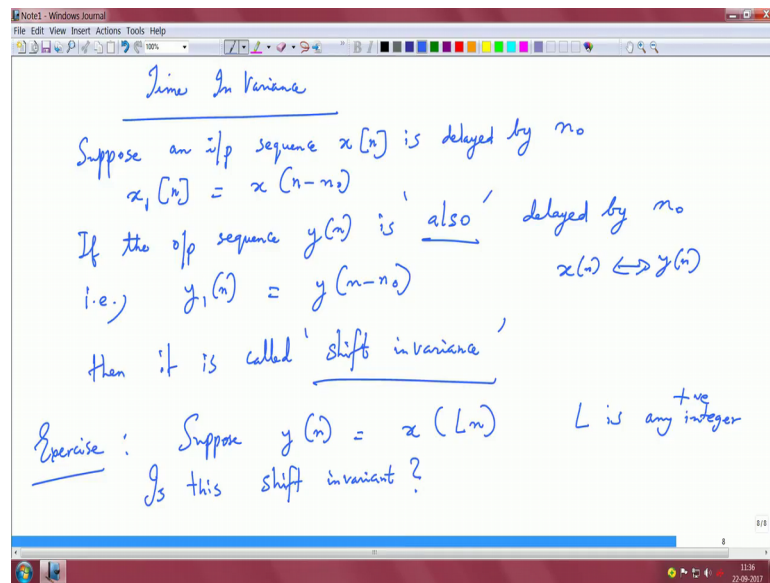 Note1 - Windows Journal
File Edit View Insert Actions Tools Help
100%
Time In Variance
Suppose an i/p sequence x[n] is delayed by n₀
x₁[n] = x(n-n₀)
If the o/p sequence y(n) is 'also' delayed by n₀
i.e., y₁(n) = y(n-n₀) x(n) ⇔ y(n)
then it is called 'shift invariance'
Exercise : Suppose y(n) = x(Ln) L is any +ve integer
Is this shift invariant?
8/8
8
11:36
22-09-2017